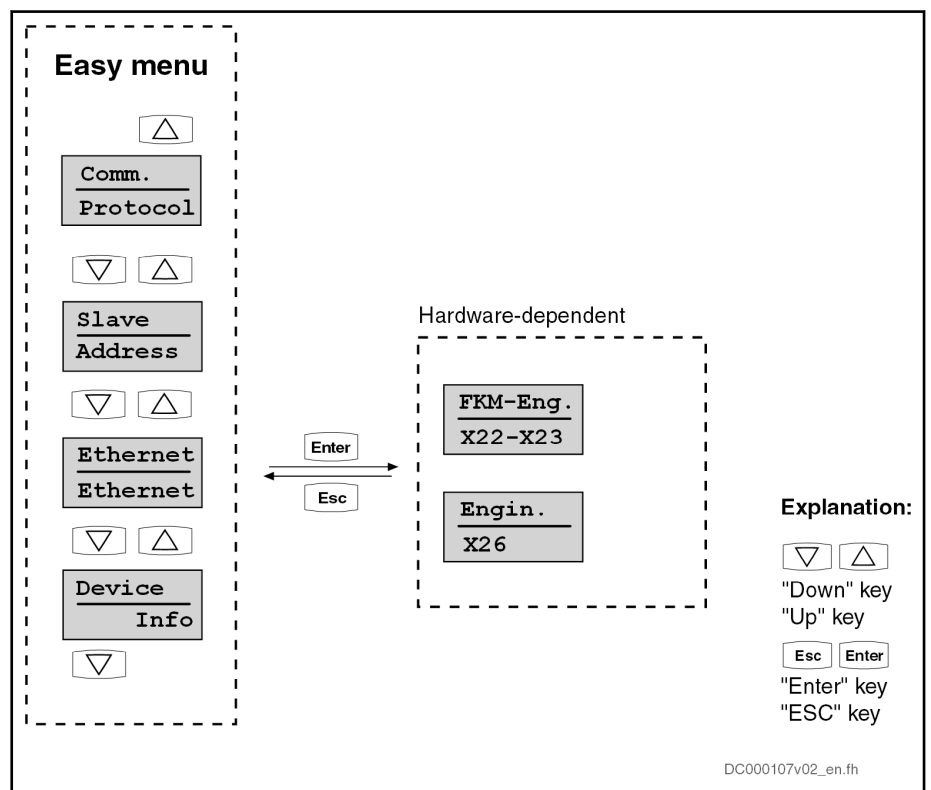 Easy menu
Comm.
Protocol
Slave
Address
Ethernet
Ethernet
Device
Info
Enter
Esc
Hardware-dependent
FKM-Eng.
X22-X23
Engin.
X26
Explanation:
"Down" key
"Up" key
Esc Enter
"Enter" key
"ESC" key
DC000107v02_en.fh